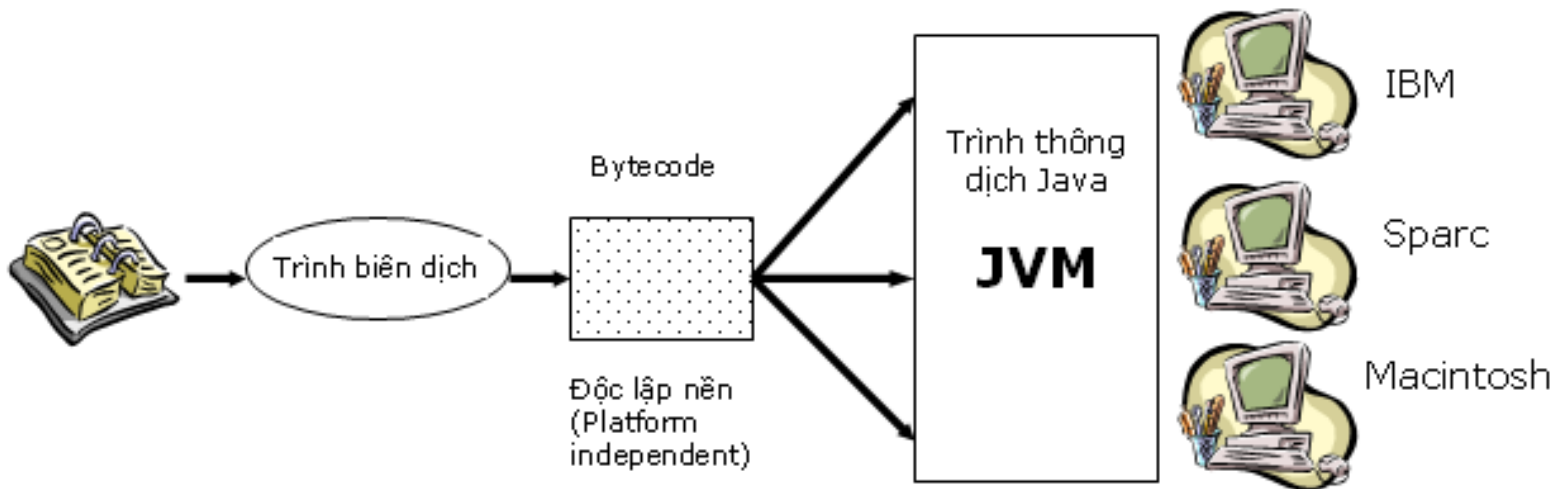 Trình biên dịch
Bytecode
Độc lập nền
(Platform
independent)
Trình thông
dịch Java
JVM
IBM
Sparc
Macintosh